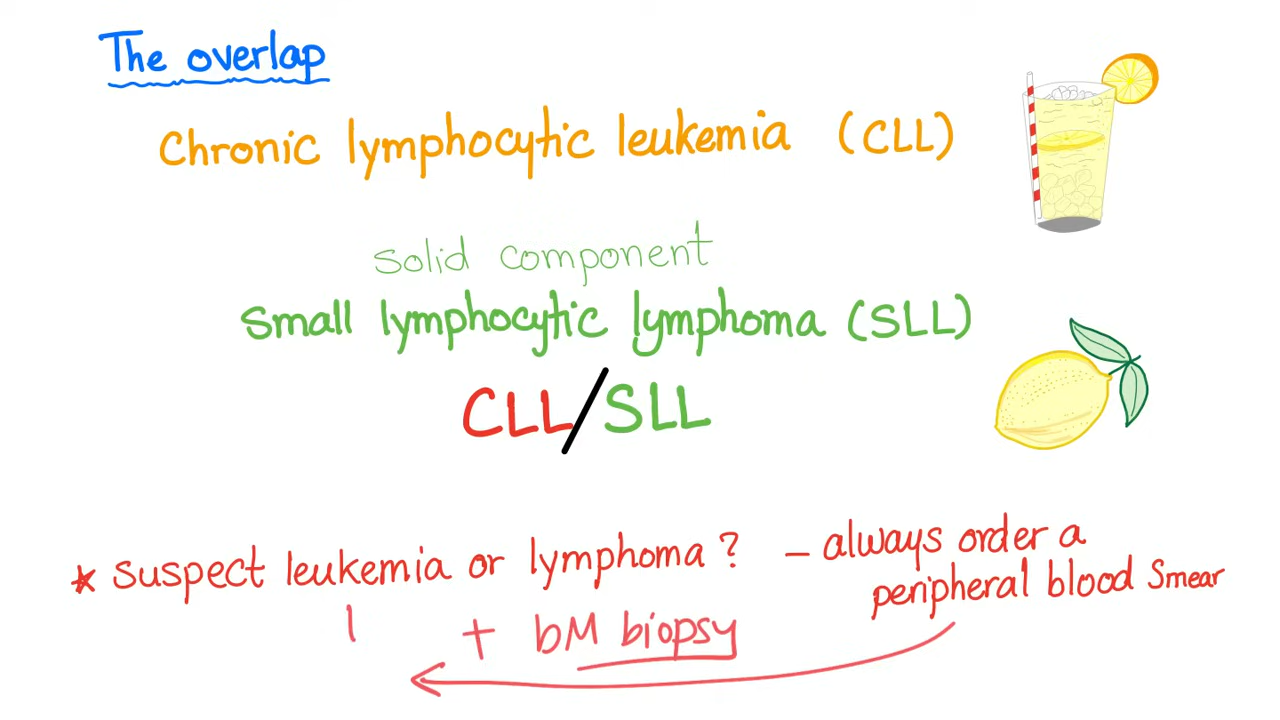 The overlap
Chronic lymphocytic leukemia (CLL)
solid component
Small lymphocytic lymphoma (SLL)
CLL/SLL
* suspect leukemia or lymphoma? – always order a
peripheral blood smear
+ bM biopsy